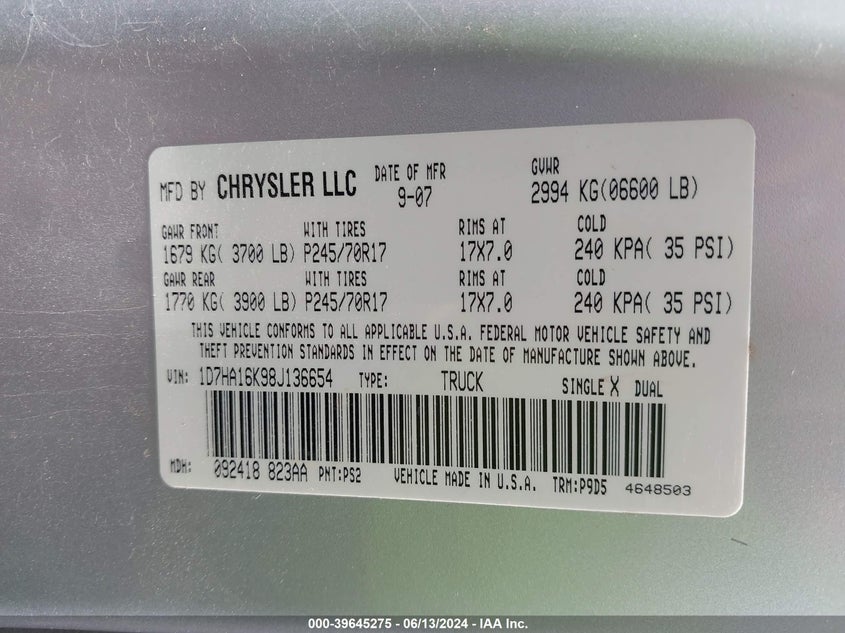 MFD BY CHRYSLER LLC DATE OF MFR 9-07 GVWR 2994 KG(06600 LB)
GAWR FRONT WITH TIRES RIMS AT COLD
1679 KG( 3700 LB) P245/70R17 17X7.0 240 KPA( 35 PSI)
GAWR REAR WITH TIRES RIMS AT COLD
1770 KG( 3900 LB) P245/70R17 17X7.0 240 KPA( 35 PSI)
THIS VEHICLE CONFORMS TO ALL APPLICABLE U.S.A. FEDERAL MOTOR VEHICLE SAFETY AND
THEFT PREVENTION STANDARDS IN EFFECT ON THE DATE OF MANUFACTURE SHOWN ABOVE.
VIN: 1D7HA16K98J136654 TYPE: TRUCK SINGLE X DUAL
MDH: 092418 823AA PNT:PS2 VEHICLE MADE IN U.S.A. TRM:P9D5 4648503
000-39645275 - 06/13/2024 - IAA Inc.